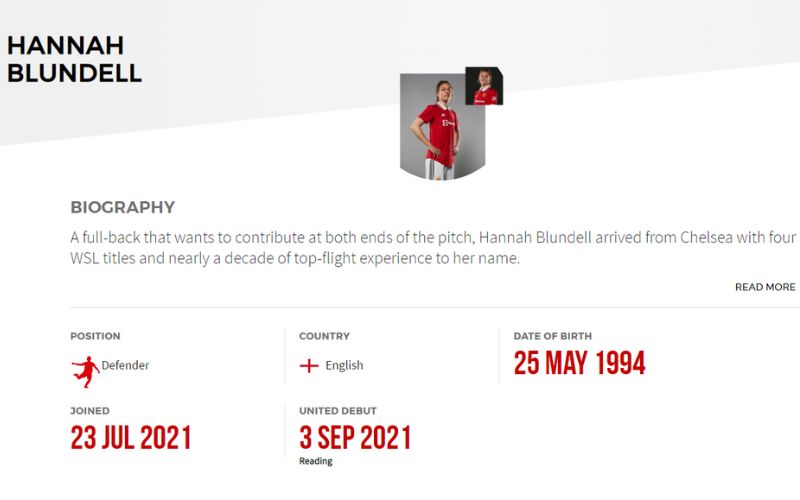 HANNAH
BLUNDELL
BIOGRAPHY
A full-back that wants to contribute at both ends of the pitch, Hannah Blundell arrived from Chelsea with four
WSL titles and nearly a decade of top-flight experience to her name.
READ MORE
POSITION
Defender
COUNTRY
English
DATE OF BIRTH
25 MAY 1994
JOINED
23 JUL 2021
UNITED DEBUT
3 SEP 2021
Reading